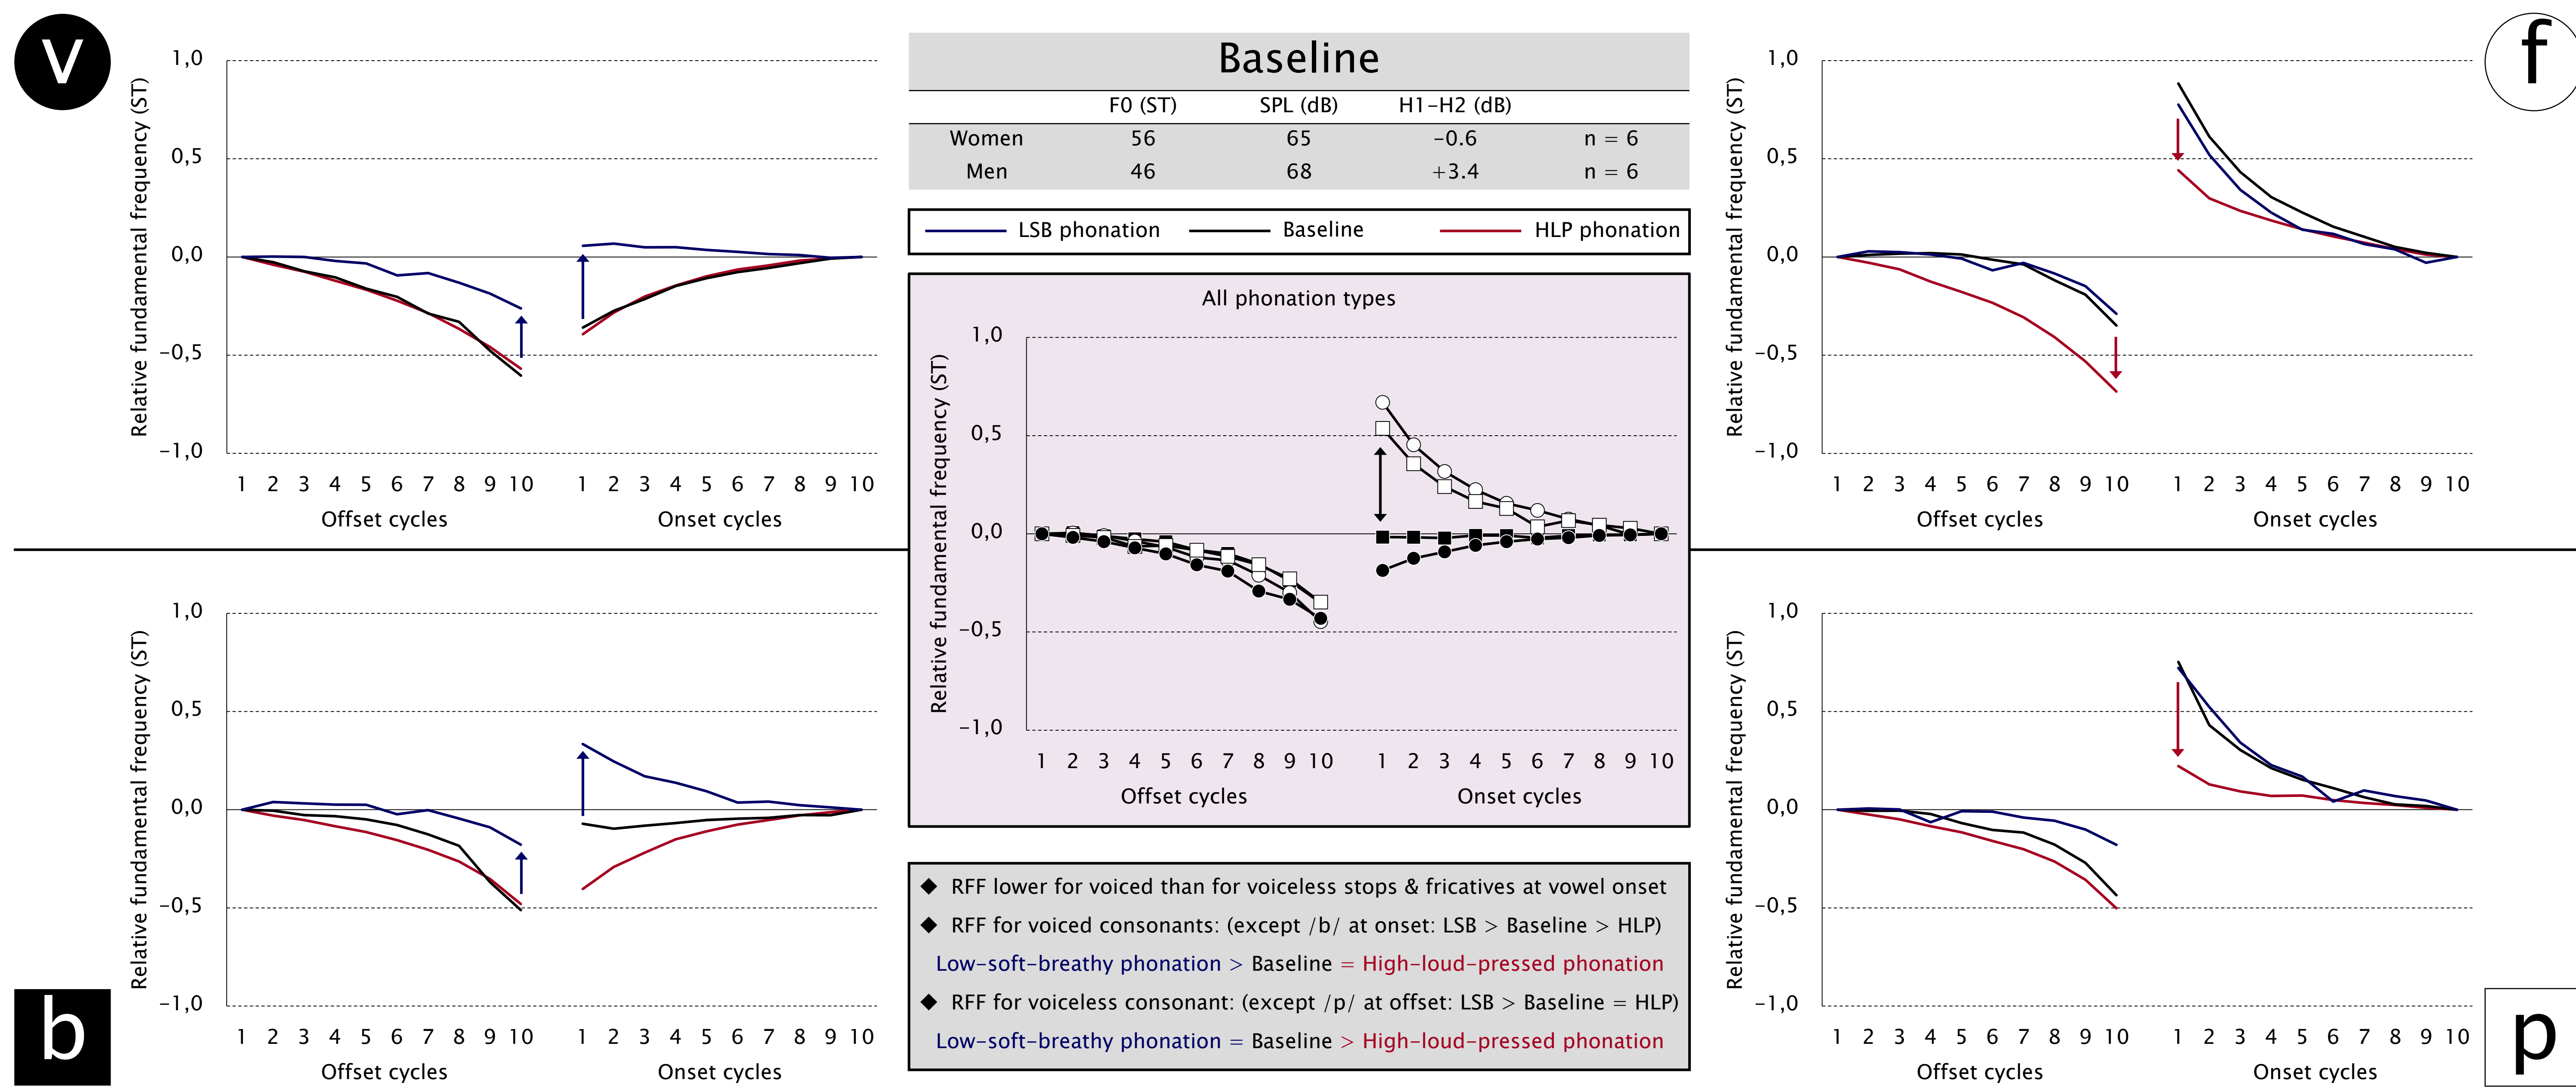 v
1,0
0,5
0,0
−0,5
−1,0
Relative fundamental frequency (ST)
1 2 3 4 5 6 7 8 9 10 1 2 3 4 5 6 7 8 9 10
Offset cycles Onset cycles
b
1,0
0,5
0,0
−0,5
−1,0
Relative fundamental frequency (ST)
1 2 3 4 5 6 7 8 9 10 1 2 3 4 5 6 7 8 9 10
Offset cycles Onset cycles
Baseline
F0 (ST) SPL (dB) H1−H2 (dB)
Women 56 65 −0.6 n = 6
Men 46 68 +3.4 n = 6
LSB phonation Baseline HLP phonation
All phonation types
1,0
0,5
0,0
−0,5
−1,0
Relative fundamental frequency (ST)
1 2 3 4 5 6 7 8 9 10 1 2 3 4 5 6 7 8 9 10
Offset cycles Onset cycles
◆ RFF lower for voiced than for voiceless stops & fricatives at vowel onset
◆ RFF for voiced consonants: (except /b/ at onset: LSB > Baseline > HLP)
Low−soft−breathy phonation > Baseline = High−loud−pressed phonation
◆ RFF for voiceless consonant: (except /p/ at offset: LSB > Baseline = HLP)
Low−soft−breathy phonation = Baseline > High−loud−pressed phonation
f
1,0
0,5
0,0
−0,5
−1,0
Relative fundamental frequency (ST)
1 2 3 4 5 6 7 8 9 10 1 2 3 4 5 6 7 8 9 10
Offset cycles Onset cycles
p
1,0
0,5
0,0
−0,5
−1,0
Relative fundamental frequency (ST)
1 2 3 4 5 6 7 8 9 10 1 2 3 4 5 6 7 8 9 10
Offset cycles Onset cycles